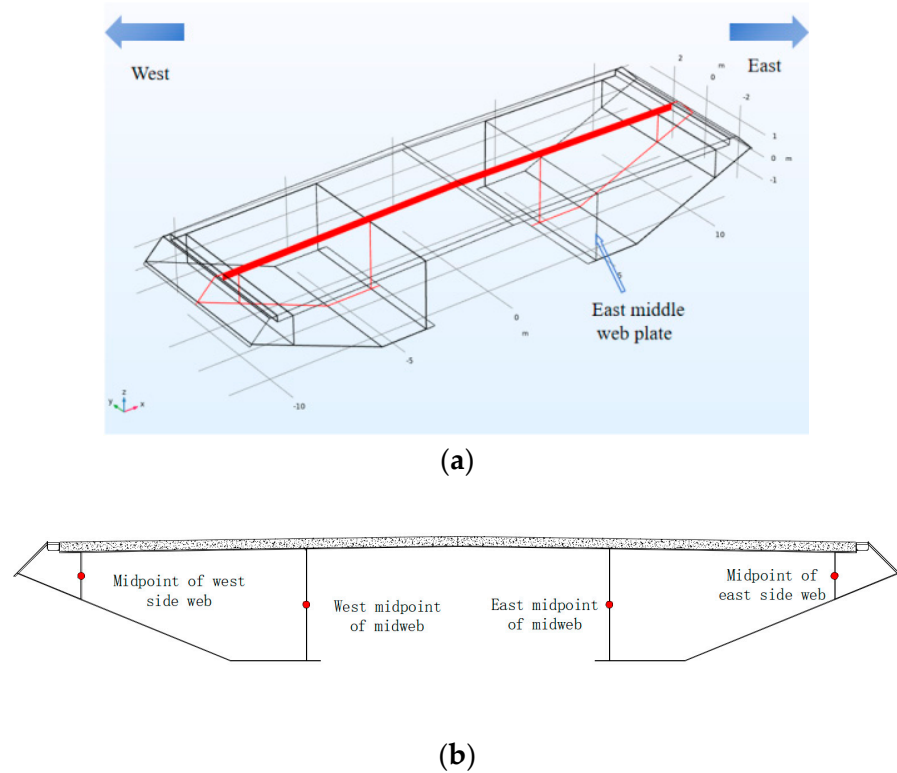 West
East
2
m
0
-2
1
0
m
-1
10
East middle
web plate
0
m
-5
-10
z
y
x
(a)
Midpoint of west
side web
West midpoint
of midweb
East midpoint
of midweb
Midpoint of
east side web
(b)